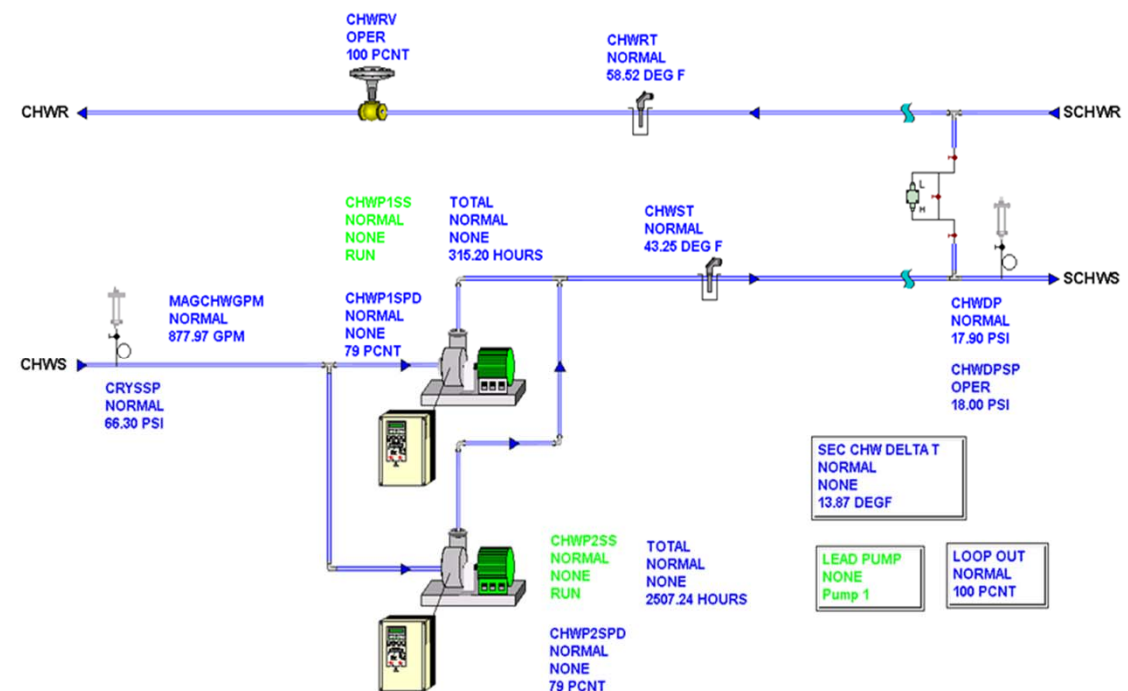 CHWRV
OPER
100 PCNT
CHWRT
NORMAL
58.52 DEG F
CHWR
SCHWR
L
H
CHWP1SS
NORMAL
NONE
RUN
TOTAL
NORMAL
NONE
315.20 HOURS
CHWST
NORMAL
43.25 DEG F
SCHWS
MAGCHWGPM
NORMAL
877.97 GPM
CHWP1SPD
NORMAL
NONE
79 PCNT
CHWDP
NORMAL
17.90 PSI
CHWS
CRYSSP
NORMAL
66.30 PSI
CHWDPSP
OPER
18.00 PSI
SEC CHW DELTA T
NORMAL
NONE
13.87 DEGF
CHWP2SS
NORMAL
NONE
RUN
TOTAL
NORMAL
NONE
2507.24 HOURS
LEAD PUMP
NONE
Pump 1
LOOP OUT
NORMAL
100 PCNT
CHWP2SPD
NORMAL
NONE
79 PCNT